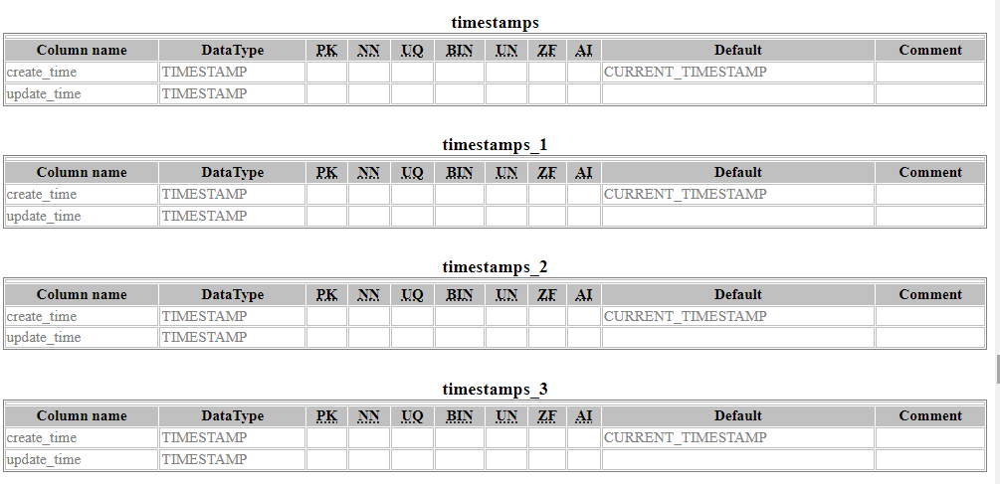 timestamps
Column name DataType PK NN UQ BIN UN ZF AI Default Comment
create_time TIMESTAMP CURRENT_TIMESTAMP
update_time TIMESTAMP
timestamps_1
Column name DataType PK NN UQ BIN UN ZF AI Default Comment
create_time TIMESTAMP CURRENT_TIMESTAMP
update_time TIMESTAMP
timestamps_2
Column name DataType PK NN UQ BIN UN ZF AI Default Comment
create_time TIMESTAMP CURRENT_TIMESTAMP
update_time TIMESTAMP
timestamps_3
Column name DataType PK NN UQ BIN UN ZF AI Default Comment
create_time TIMESTAMP CURRENT_TIMESTAMP
update_time TIMESTAMP